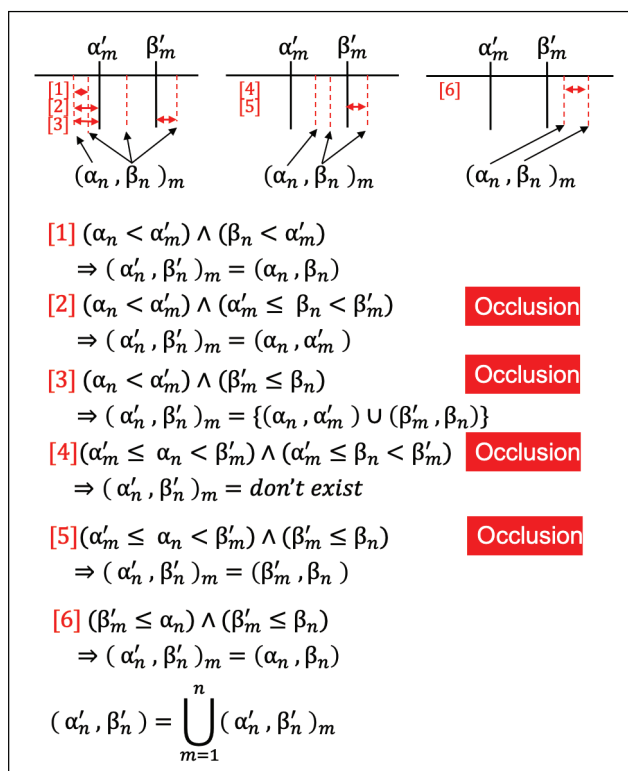 α′ₘ β′ₘ α′ₘ β′ₘ α′ₘ β′ₘ
[1] [4] [6]
[2] [5]
[3]
(αₙ , βₙ )ₘ (αₙ , βₙ )ₘ (αₙ , βₙ )ₘ
[1] (αₙ < α′ₘ) ∧ (βₙ < α′ₘ)
⇒ ( α′ₙ , β′ₙ )ₘ = (αₙ , βₙ)
[2] (αₙ < α′ₘ) ∧ (α′ₘ ≤ βₙ < β′ₘ) Occlusion
⇒ ( α′ₙ , β′ₙ )ₘ = (αₙ , α′ₘ )
[3] (αₙ < α′ₘ) ∧ (β′ₘ ≤ βₙ) Occlusion
⇒ ( α′ₙ , β′ₙ )ₘ = {(αₙ , α′ₘ ) ∪ (β′ₘ , βₙ)}
[4](α′ₘ ≤ αₙ < β′ₘ) ∧ (α′ₘ ≤ βₙ < β′ₘ) Occlusion
⇒ ( α′ₙ , β′ₙ )ₘ = don't exist
[5](α′ₘ ≤ αₙ < β′ₘ) ∧ (β′ₘ ≤ βₙ) Occlusion
⇒ ( α′ₙ , β′ₙ )ₘ = (β′ₘ , βₙ )
[6] (β′ₘ ≤ αₙ) ∧ (β′ₘ ≤ βₙ)
⇒ ( α′ₙ , β′ₙ )ₘ = (αₙ , βₙ)
n
( α′ₙ , β′ₙ ) = ⋃ ( α′ₙ , β′ₙ )ₘ
m=1